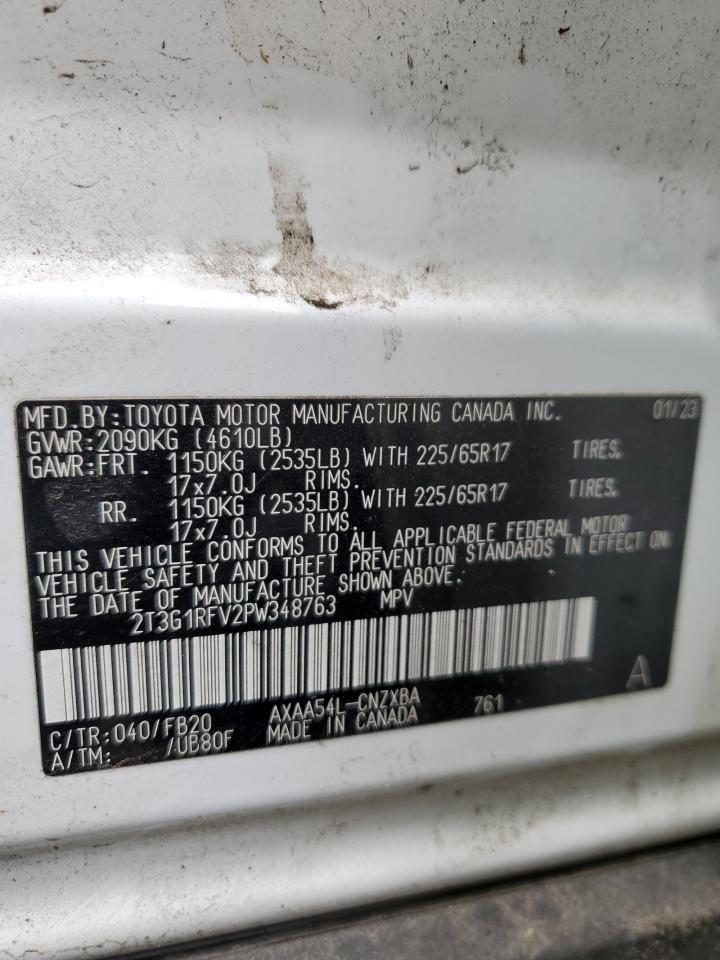 MFD.BY:TOYOTA MOTOR MANUFACTURING CANADA INC. 01/23
GVWR:2090KG (4610LB)
GAWR:FRT. 1150KG (2535LB) WITH 225/65R17 TIRES,
17x7.0J RIMS.
RR. 1150KG (2535LB) WITH 225/65R17 TIRES,
17x7.0J RIMS.
THIS VEHICLE CONFORMS TO ALL APPLICABLE FEDERAL MOTOR
VEHICLE SAFETY AND THEFT PREVENTION STANDARDS IN EFFECT ON
THE DATE OF MANUFACTURE SHOWN ABOVE.
2T3G1RFV2PW348763 MPV
A
C/TR:040/FB20 AXAA54L-CNZXBA 761
A/TM: /UB80F MADE IN CANADA